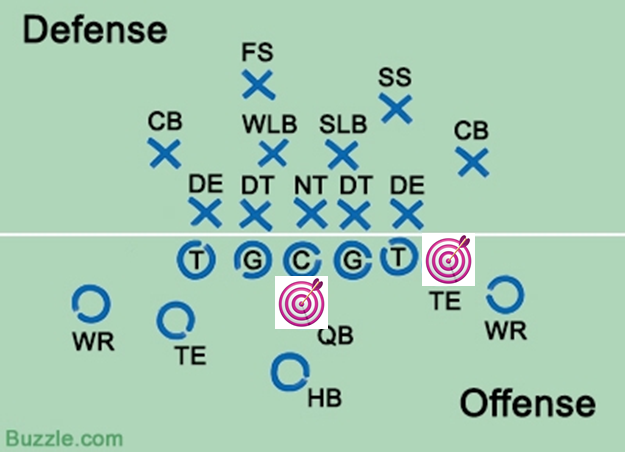 Defense
FS
SS
CB
WLB SLB
CB
DE DT NT DT DE
T G C G T
TE
WR
WR
TE
QB
HB
Offense
Buzzle.com